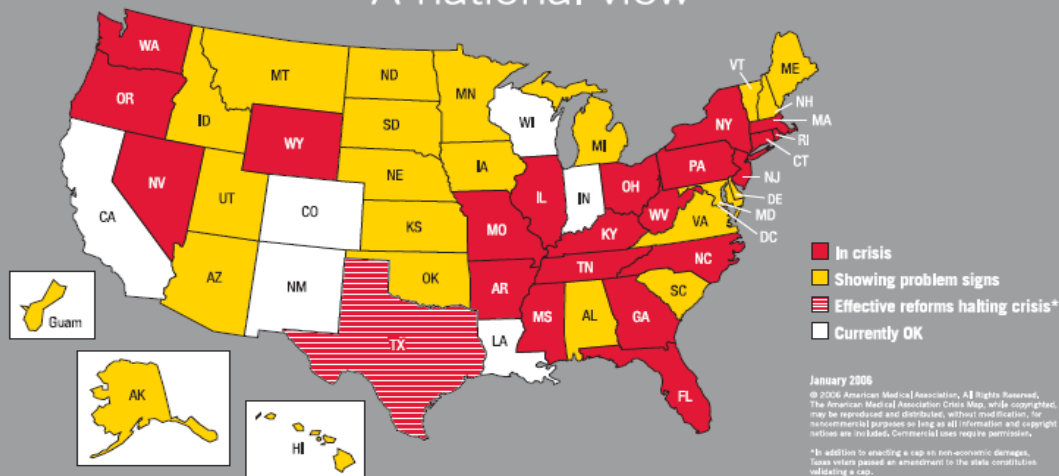 A national view
WA
MT
ND
MN
VT
ME
OR
ID
SD
WI
MI
NY
NH
MA
WY
RI
CT
NV
UT
NE
IA
PA
NJ
CA
CO
KS
MO
IL
IN
OH
WV
VA
DE
MD
DC
KY
AZ
NM
OK
AR
TN
NC
SC
TX
LA
MS
AL
GA
FL
Guam
AK
HI
In crisis
Showing problem signs
Effective reforms halting crisis*
Currently OK
January 2006
© 2006 American Medical Association, All Rights Reserved.
The American Medical Association Crisis Map, while copyrighted,
may be reproduced and distributed, without modification, for
noncommercial purposes so long as all information and copyright
notices are included. Commercial uses require permission.
*In addition to enacting a cap on non-economic damages,
Texas voters passed an amendment to the state constitution
validating a cap.